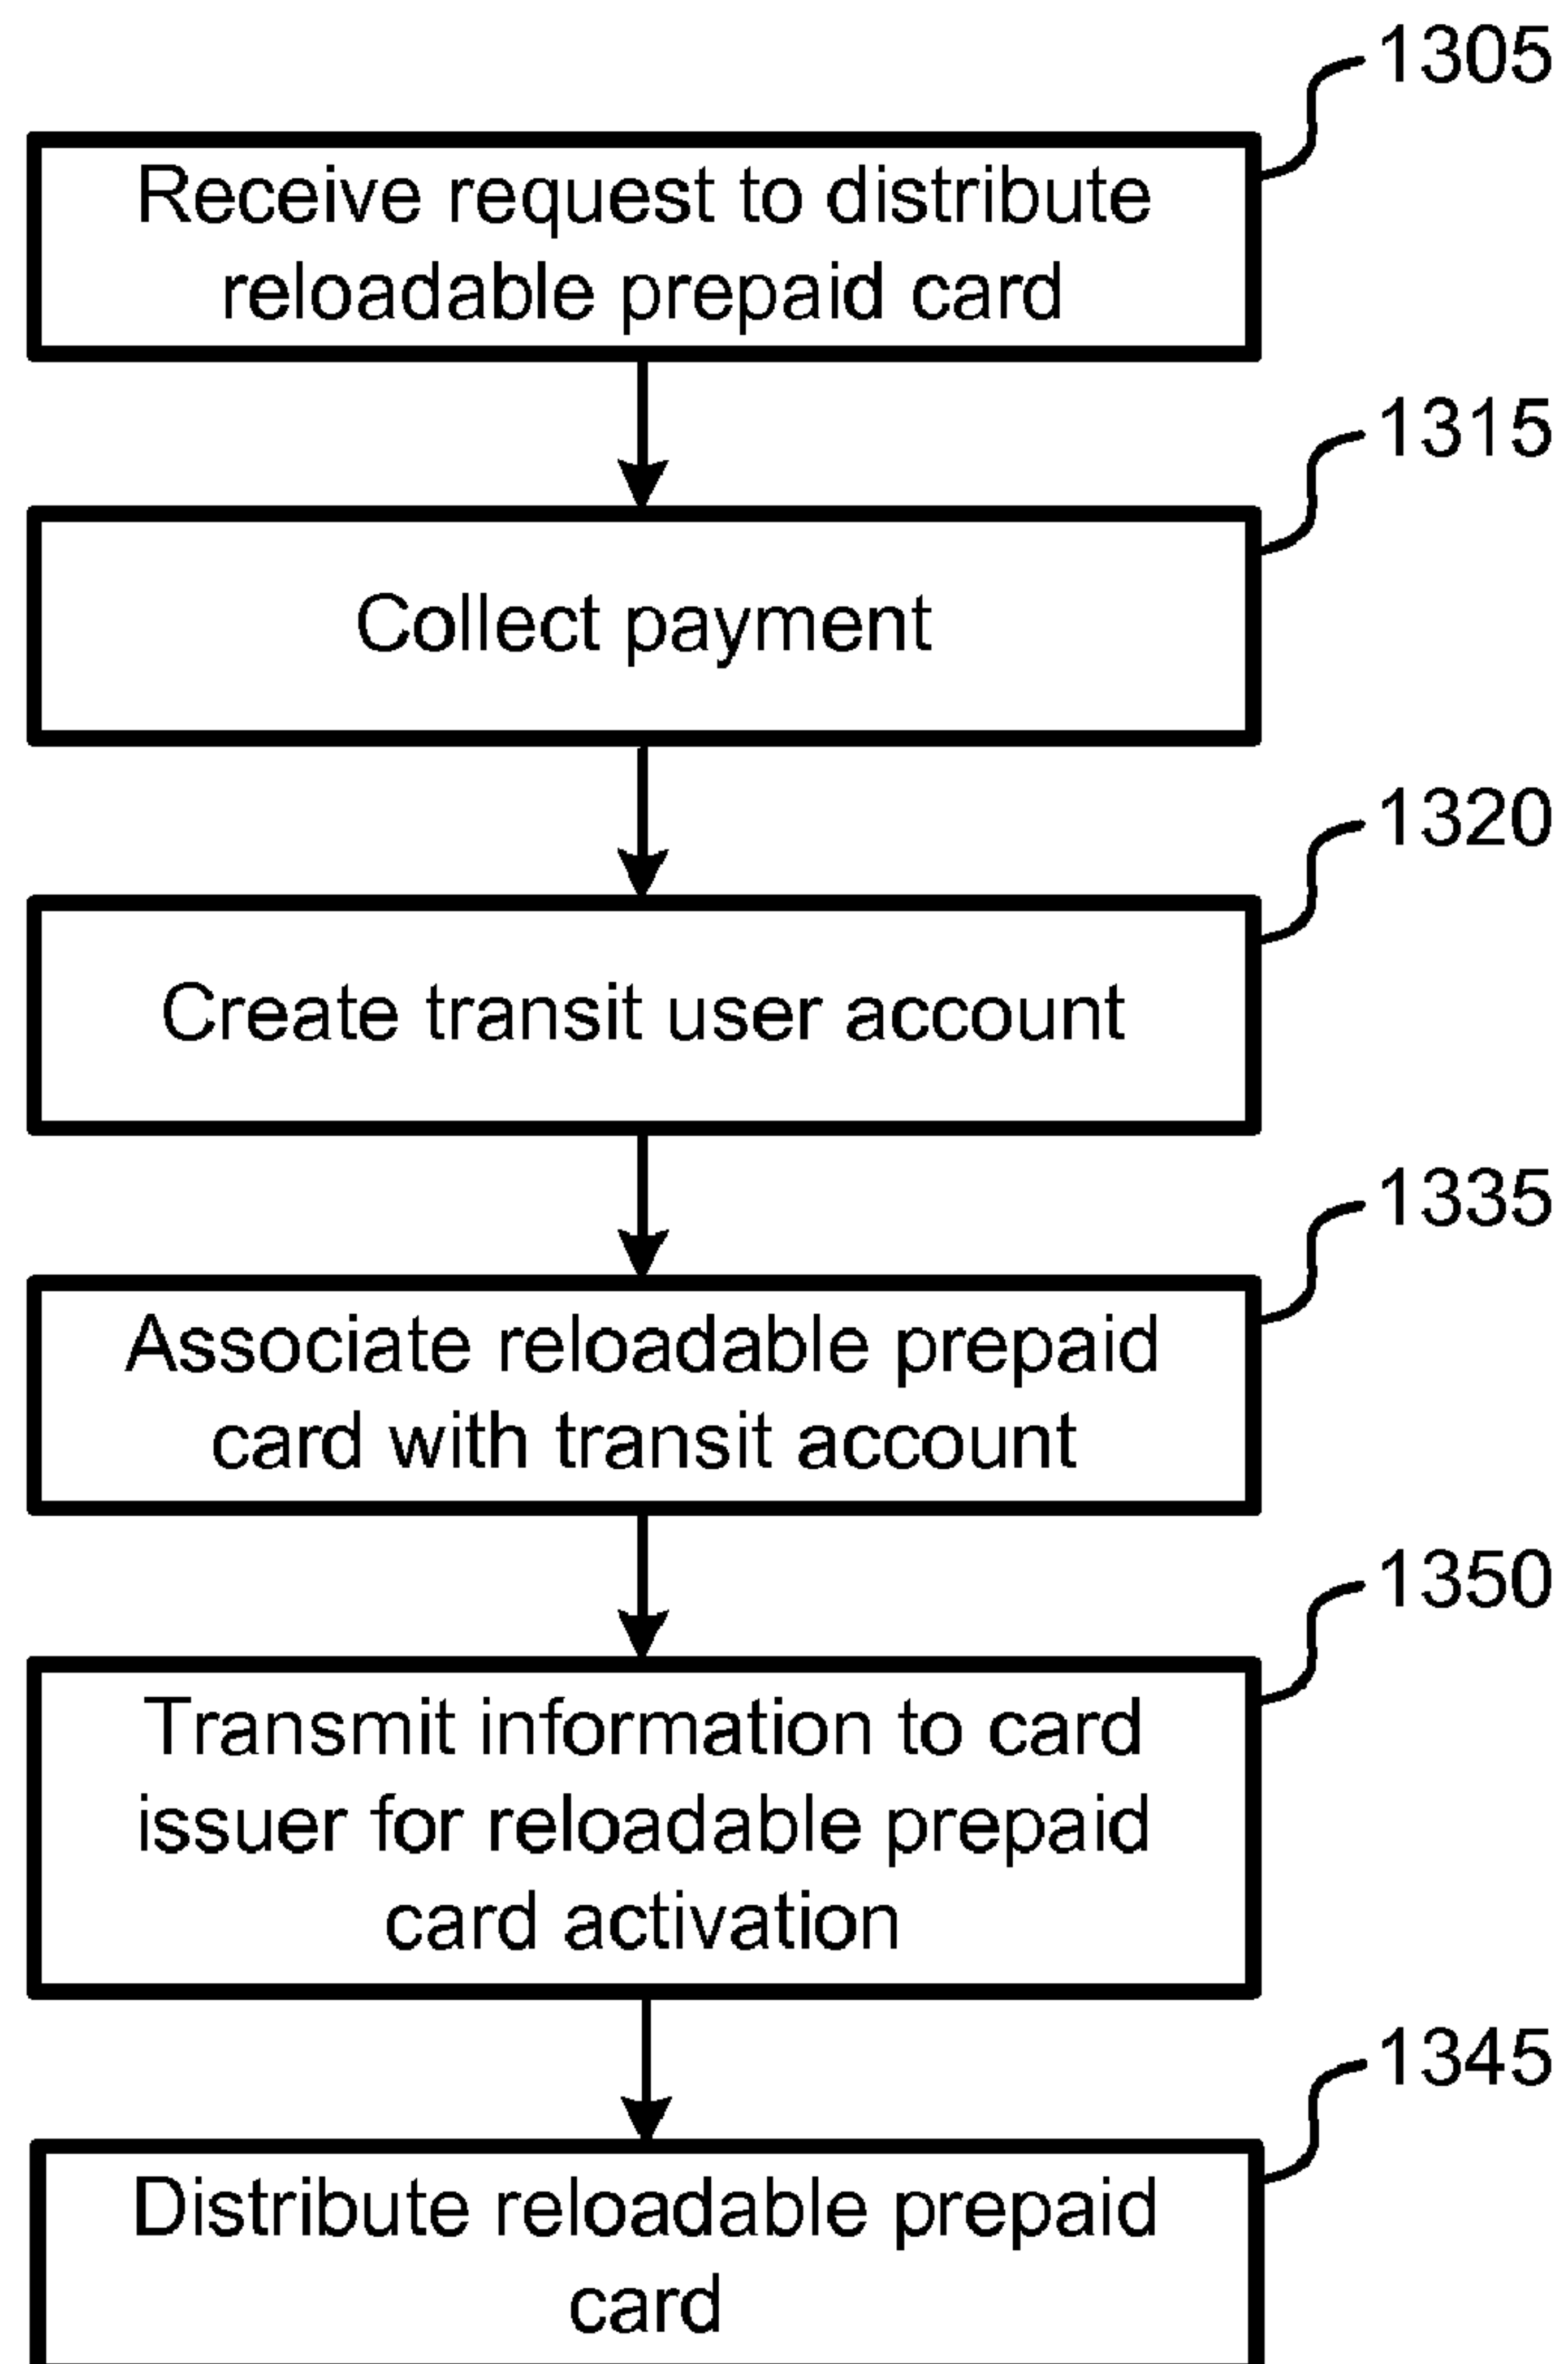 1305
Receive request to distribute
reloadable prepaid card
1315
Collect payment
1320
Create transit user account
1335
Associate reloadable prepaid
card with transit account
1350
Transmit information to card
issuer for reloadable prepaid
card activation
1345
Distribute reloadable prepaid
card